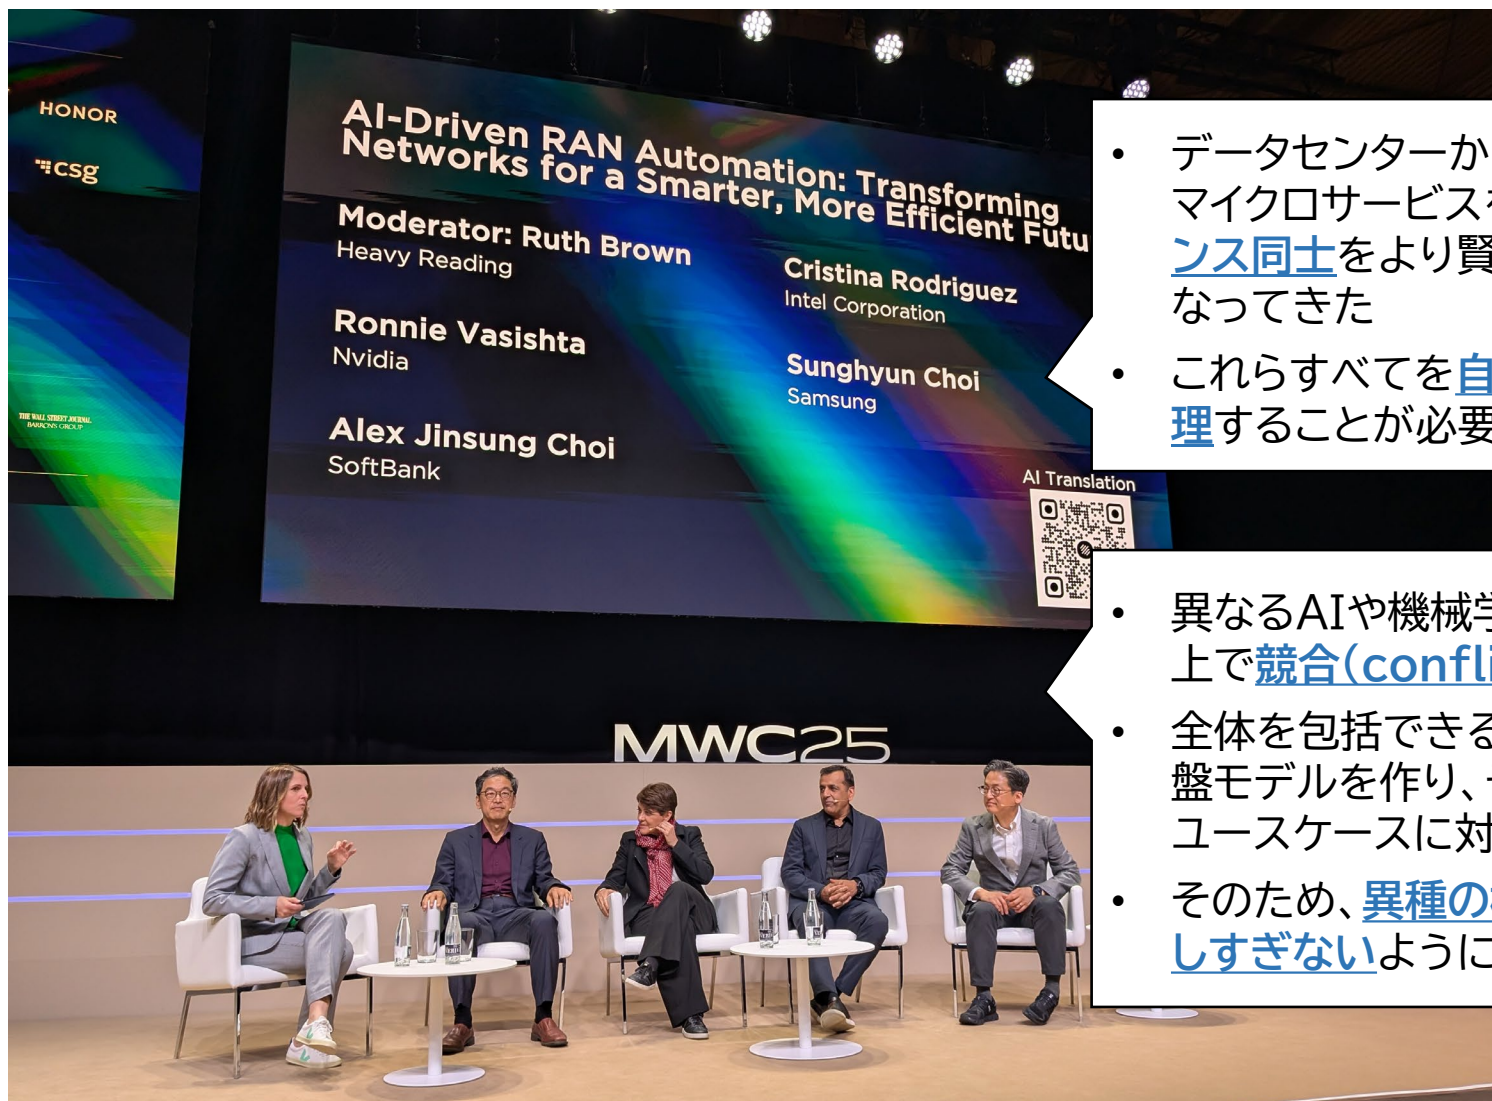 HONOR
csg
THE WALL STREET JOURNAL
BARRON'S GROUP
AI-Driven RAN Automation: Transforming
Networks for a Smarter, More Efficient Futu
Moderator: Ruth Brown
Heavy Reading
Ronnie Vasishta
Nvidia
Alex Jinsung Choi
SoftBank
Cristina Rodriguez
Intel Corporation
Sunghyun Choi
Samsung
AI Translation
MWC25
• データセンターか
マイクロサービス
ンス同士をより賢
なってきた
• これらすべてを自
理することが必要
• 異なるAIや機械学
上で競合(confli
• 全体を包括できる
盤モデルを作り、
ユースケースに対
• そのため、異種の
しすぎないように